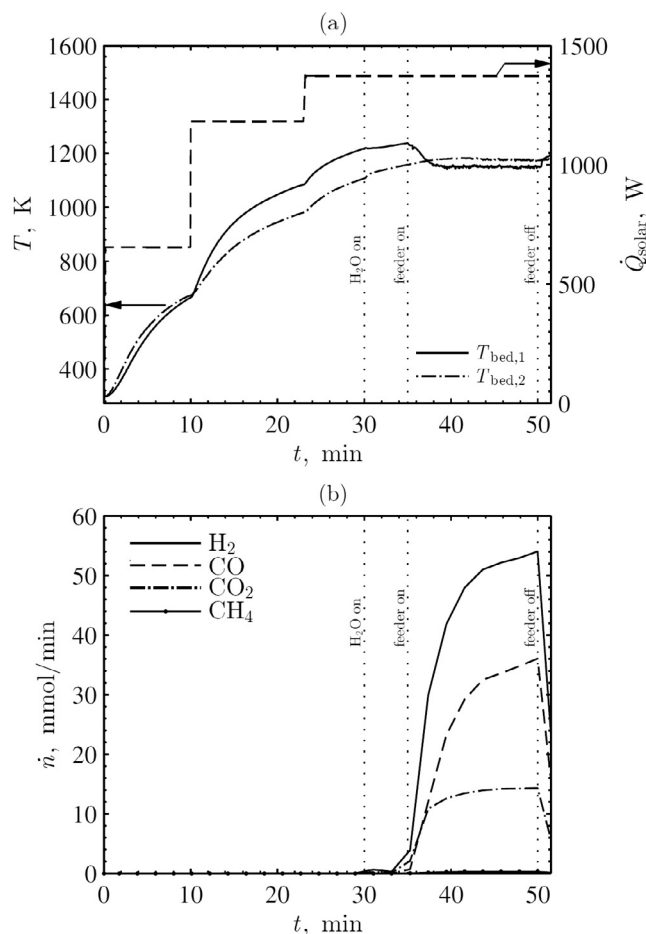 (a)
1600
1400
1200
1000
800
600
400
T, K
1500
1000
500
0
Q̇solar, W
H₂O on
feeder on
feeder off
Tbed,1
Tbed,2
0
10
20
30
40
50
t, min
(b)
60
50
40
30
20
10
0
ṅ, mmol/min
H₂
CO
CO₂
CH₄
H₂O on
feeder on
feeder off
0
10
20
30
40
50
t, min